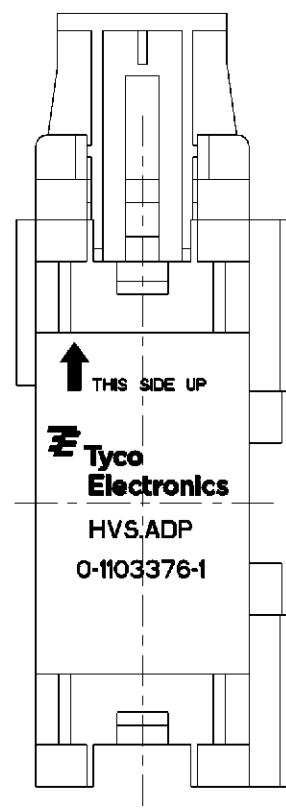 THIS SIDE UP
Tyco
Electronics
HVS.ADP
0-1103376-1